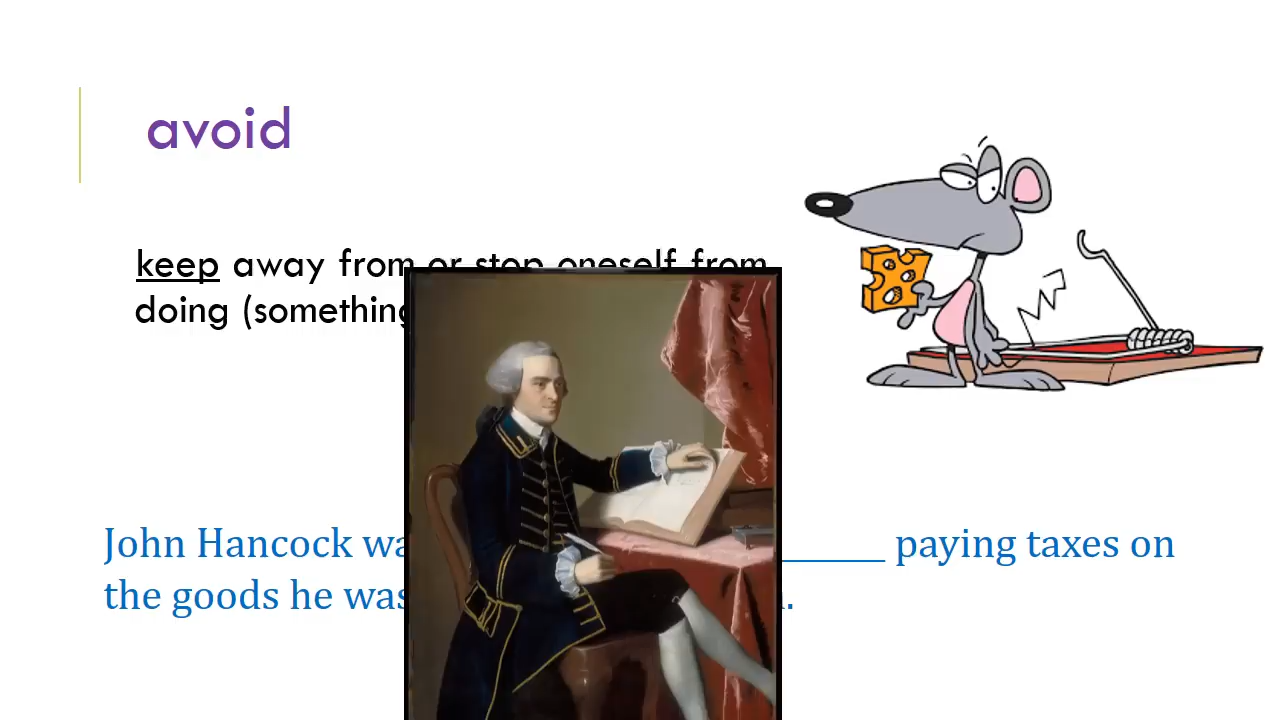 avoid
keep away from or stop oneself from
doing (something
John Hancock wa ______ paying taxes on
the goods he was .